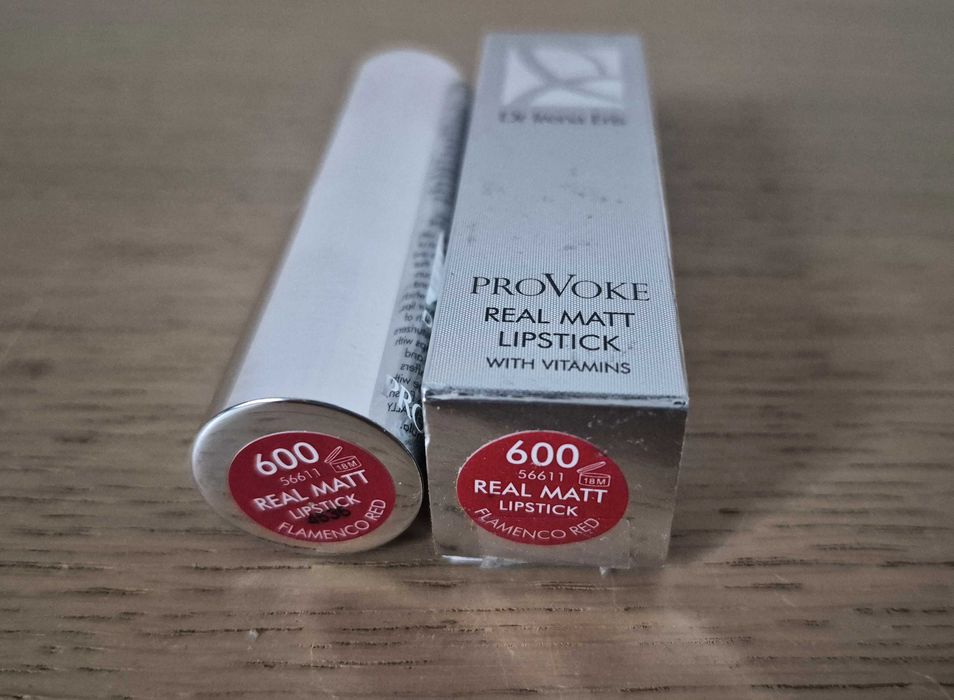 Dr Irena Eris
PROVOKE
REAL MATT
LIPSTICK
WITH VITAMINS
600
56611
18M
REAL MATT
LIPSTICK
FLAMENCO RED
600
56611
18M
REAL MATT
LIPSTICK
FLAMENCO RED